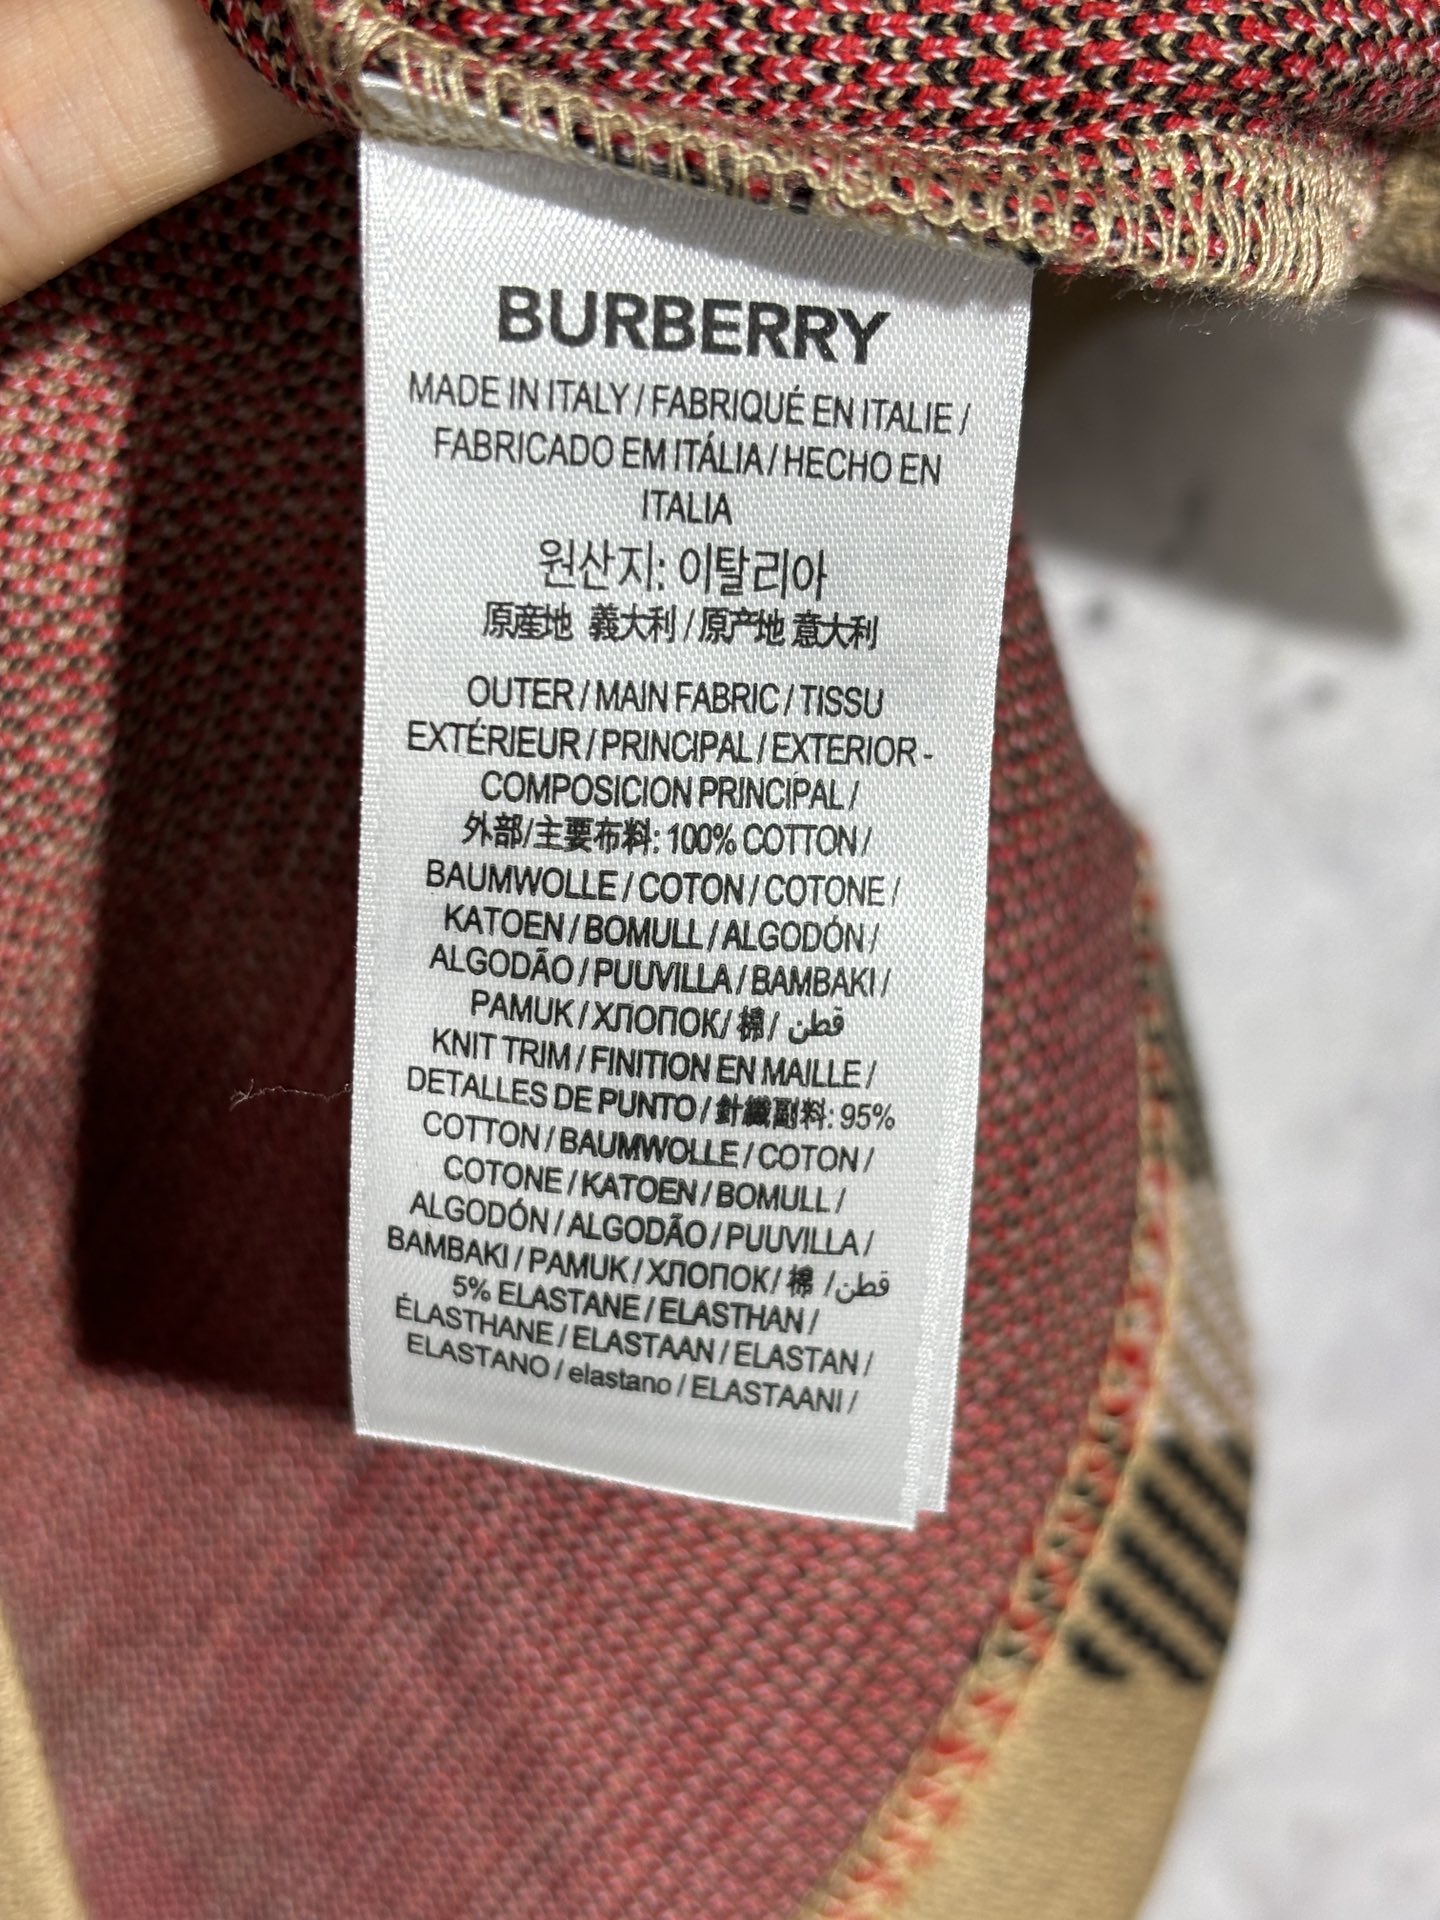 BURBERRY
MADE IN ITALY / FABRIQUÉ EN ITALIE /
FABRICADO EM ITÁLIA / HECHO EN
ITALIA
원산지: 이탈리아
原産地 義大利 / 原产地 意大利
OUTER / MAIN FABRIC / TISSU
EXTÉRIEUR / PRINCIPAL / EXTERIOR -
COMPOSICION PRINCIPAL /
外部/主要布料: 100% COTTON /
BAUMWOLLE / COTON / COTONE /
KATOEN / BOMULL / ALGODÓN /
ALGODÃO / PUUVILLA / BAMBAKI /
PAMUK / ХЛОПОК/ 棉/ قطن
KNIT TRIM / FINITION EN MAILLE /
DETALLES DE PUNTO / 針織副料: 95%
COTTON / BAUMWOLLE / COTON /
COTONE / KATOEN / BOMULL /
ALGODÓN / ALGODÃO / PUUVILLA /
BAMBAKI / PAMUK / ХЛОПОК/ 棉 / قطن
5% ELASTANE / ELASTHAN /
ÉLASTHANE / ELASTAAN / ELASTAN /
ELASTANO / elastano / ELASTAANI /